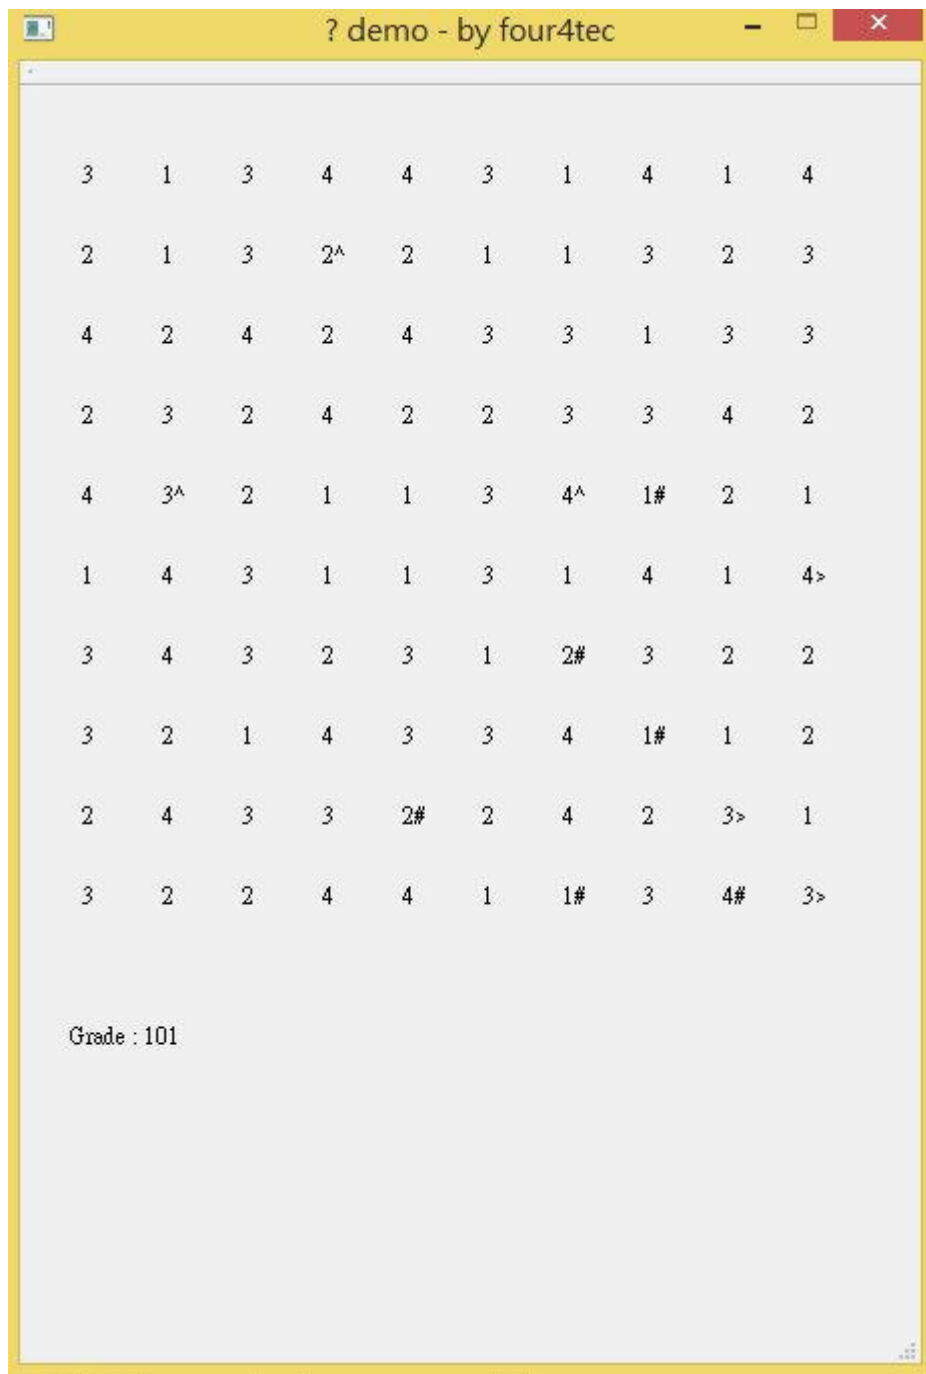 ? demo - by four4tec
3 1 3 4 4 3 1 4 1 4
2 1 3 2^ 2 1 1 3 2 3
4 2 4 2 4 3 3 1 3 3
2 3 2 4 2 2 3 3 4 2
4 3^ 2 1 1 3 4^ 1# 2 1
1 4 3 1 1 3 1 4 1 4>
3 4 3 2 3 1 2# 3 2 2
3 2 1 4 3 3 4 1# 1 2
2 4 3 3 2# 2 4 2 3> 1
3 2 2 4 4 1 1# 3 4# 3>
Grade : 101